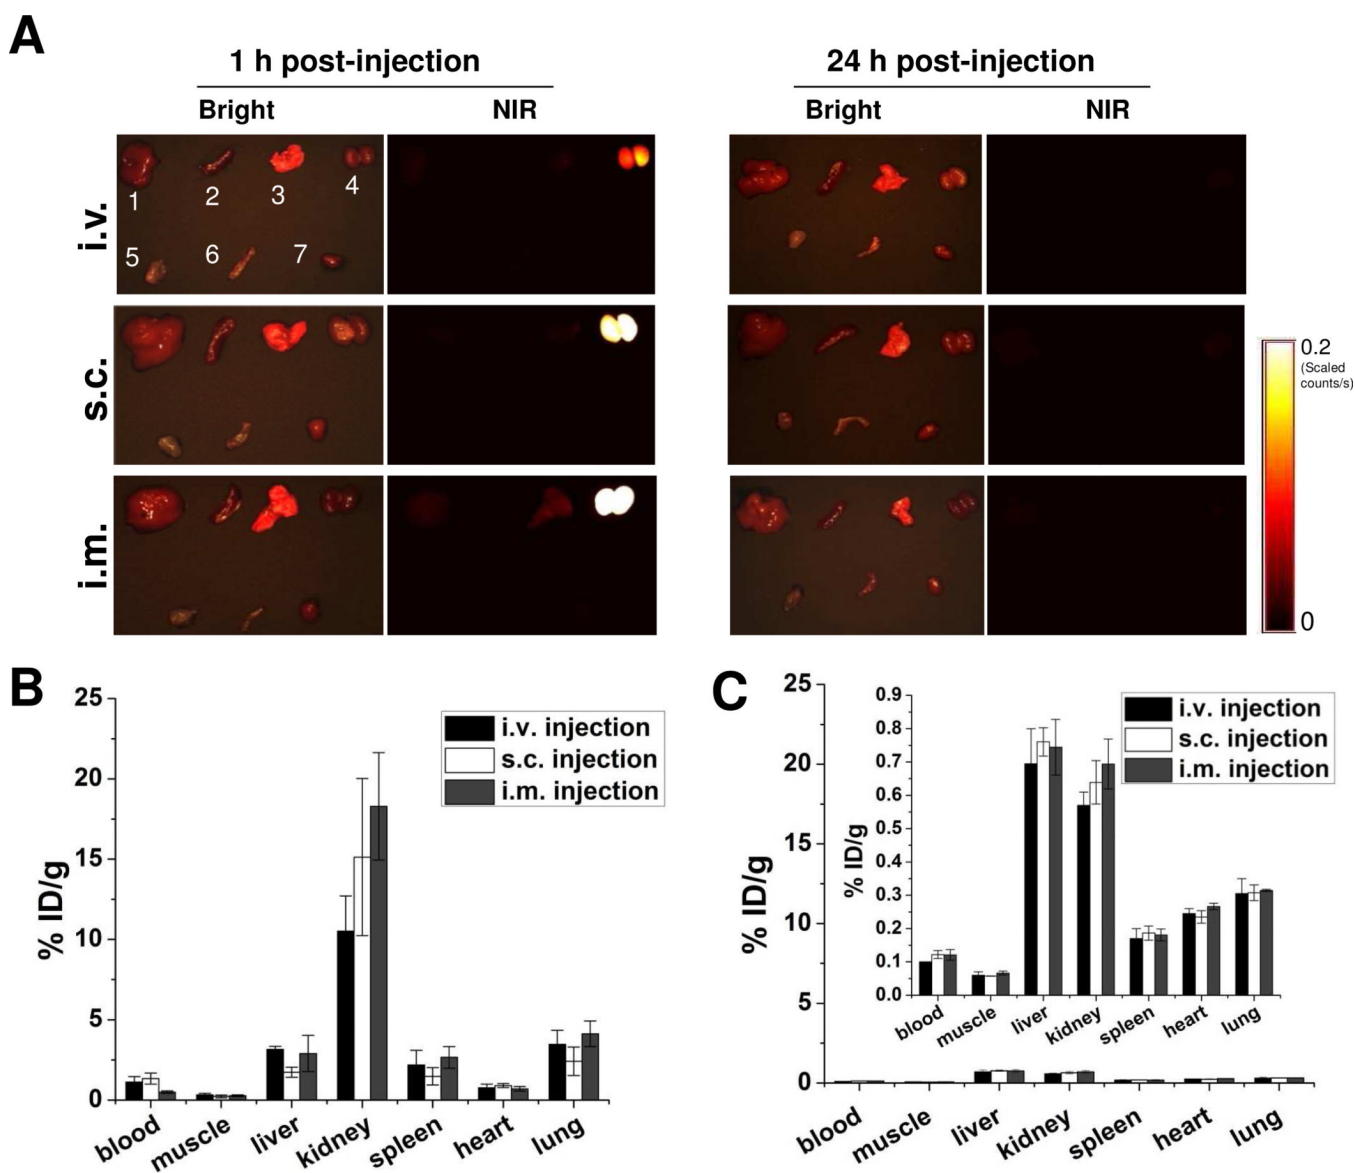 A
1 h post-injection
24 h post-injection
Bright
NIR
Bright
NIR
i.v.
1
2
3
4
5
6
7
s.c.
0.2
(Scaled
counts/s)
0
i.m.
B
25
20
15
10
5
0
% ID/g
i.v. injection
s.c. injection
i.m. injection
blood
muscle
liver
kidney
spleen
heart
lung
C
25
20
15
10
5
0
% ID/g
0.9
0.8
0.7
0.6
0.5
0.4
0.3
0.2
0.1
0.0
% ID/g
i.v. injection
s.c. injection
i.m. injection
blood
muscle
liver
kidney
spleen
heart
lung
blood
muscle
liver
kidney
spleen
heart
lung